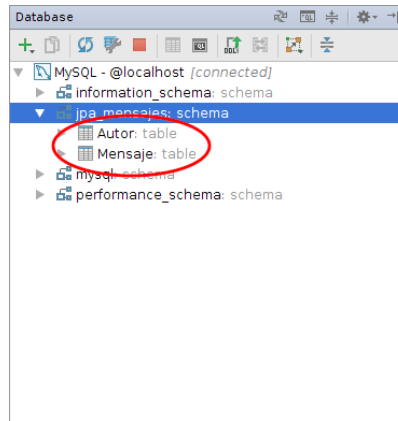 Database
MySQL - @localhost [connected]
information_schema: schema
jpa_mensajes: schema
Autor: table
Mensaje: table
mysql: schema
performance_schema: schema